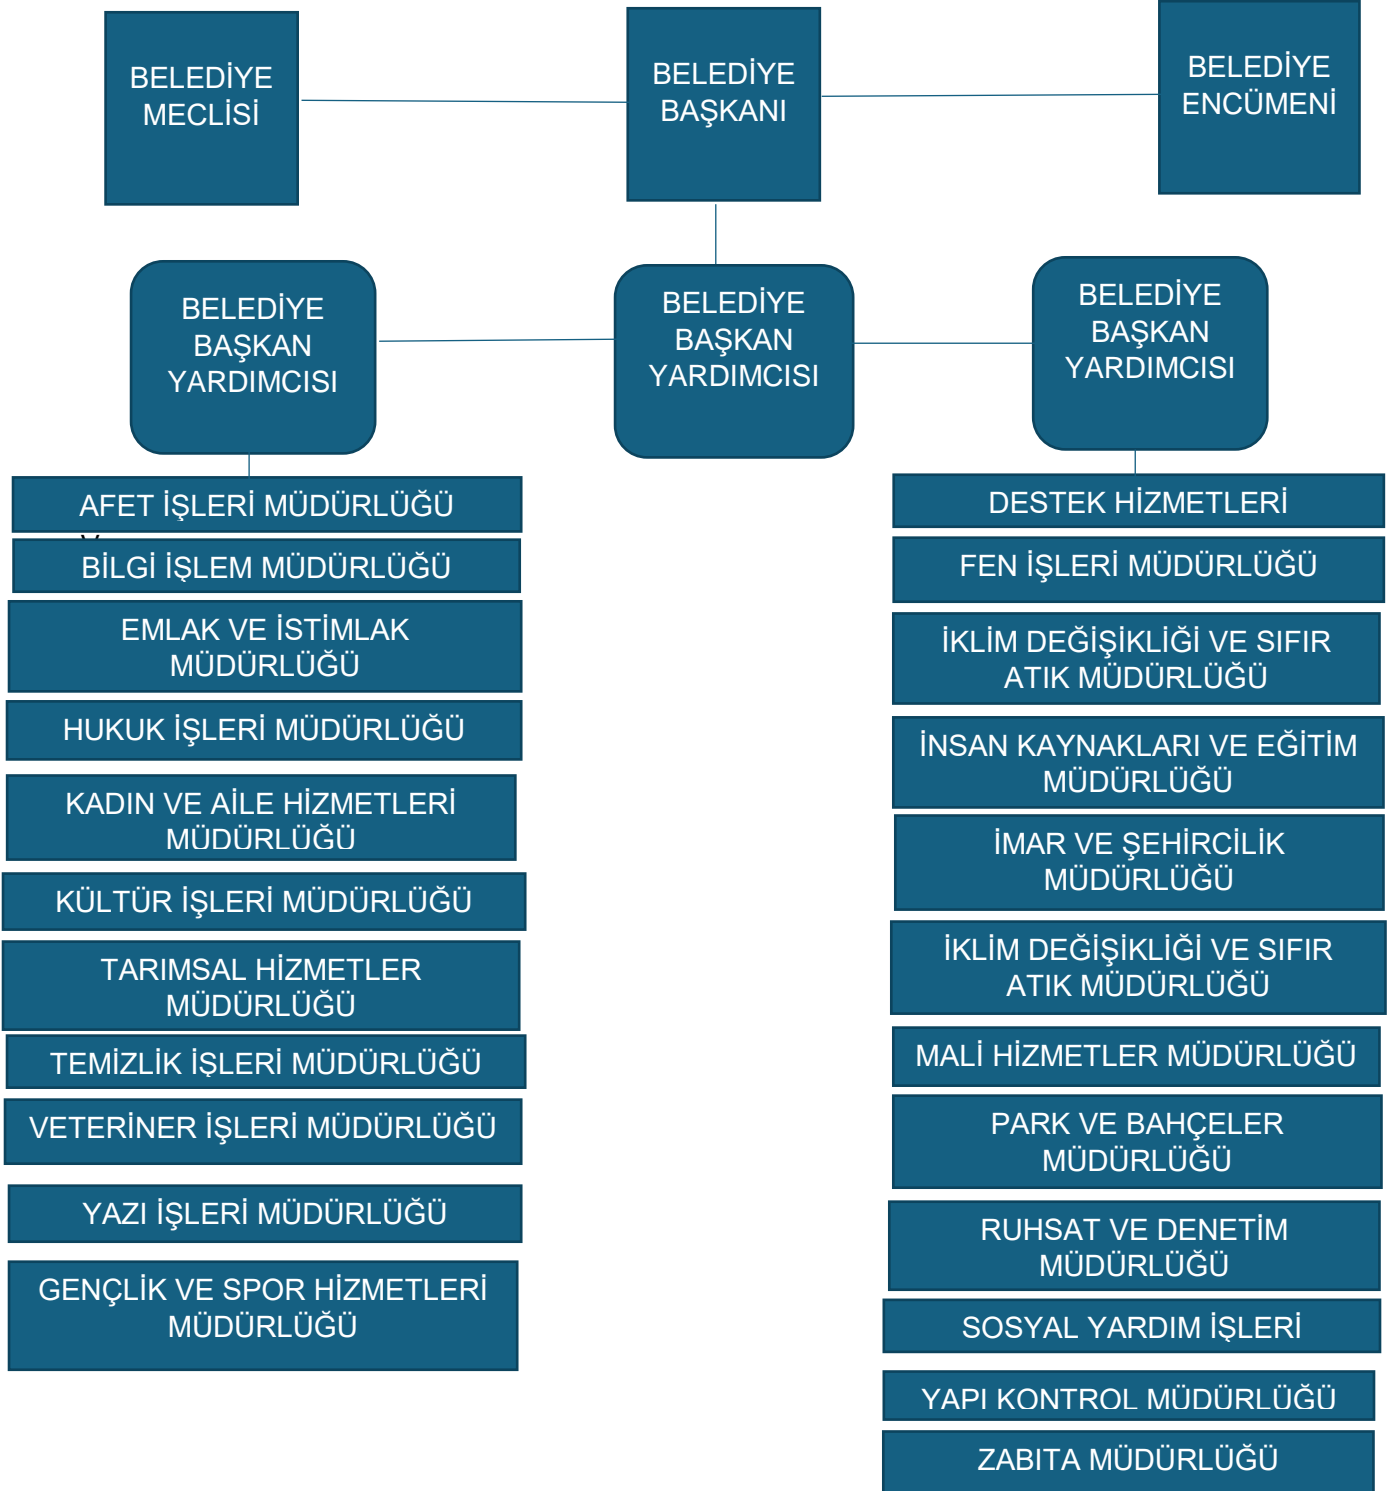 BELEDİYE
MECLİSİ
BELEDİYE
BAŞKANI
BELEDİYE
ENCÜMENİ
BELEDİYE
BAŞKAN
YARDIMCISI
BELEDİYE
BAŞKAN
YARDIMCISI
BELEDİYE
BAŞKAN
YARDIMCISI
AFET İŞLERİ MÜDÜRLÜĞÜ
BİLGİ İŞLEM MÜDÜRLÜĞÜ
EMLAK VE İSTİMLAK
MÜDÜRLÜĞÜ
HUKUK İŞLERİ MÜDÜRLÜĞÜ
KADIN VE AİLE HİZMETLERİ
MÜDÜRLÜĞÜ
KÜLTÜR İŞLERİ MÜDÜRLÜĞÜ
TARIMSAL HİZMETLER
MÜDÜRLÜĞÜ
TEMİZLİK İŞLERİ MÜDÜRLÜĞÜ
VETERİNER İŞLERİ MÜDÜRLÜĞÜ
YAZI İŞLERİ MÜDÜRLÜĞÜ
GENÇLİK VE SPOR HİZMETLERİ
MÜDÜRLÜĞÜ
DESTEK HİZMETLERİ
FEN İŞLERİ MÜDÜRLÜĞÜ
İKLİM DEĞİŞİKLİĞİ VE SIFIR
ATIK MÜDÜRLÜĞÜ
İNSAN KAYNAKLARI VE EĞİTİM
MÜDÜRLÜĞÜ
İMAR VE ŞEHİRCİLİK
MÜDÜRLÜĞÜ
İKLİM DEĞİŞİKLİĞİ VE SIFIR
ATIK MÜDÜRLÜĞÜ
MALİ HİZMETLER MÜDÜRLÜĞÜ
PARK VE BAHÇELER
MÜDÜRLÜĞÜ
RUHSAT VE DENETİM
MÜDÜRLÜĞÜ
SOSYAL YARDIM İŞLERİ
YAPI KONTROL MÜDÜRLÜĞÜ
ZABITA MÜDÜRLÜĞÜ